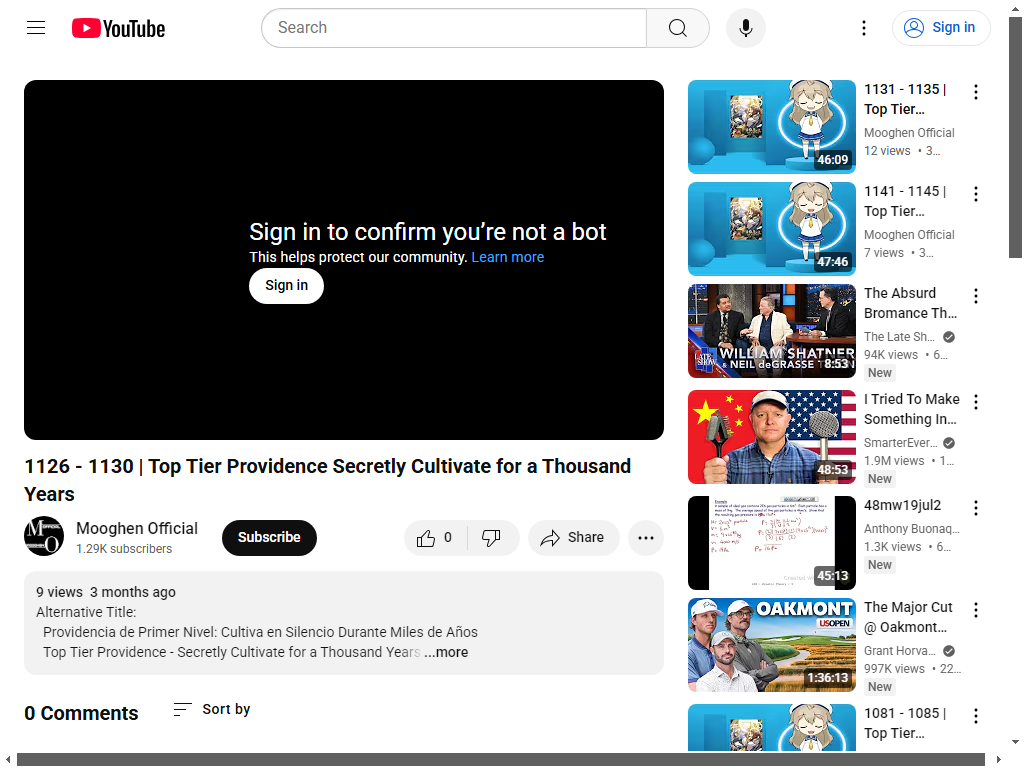 YouTube
Search
Sign in
Sign in to confirm you're not a bot
This helps protect our community. Learn more
Sign in
1126 - 1130 | Top Tier Providence Secretly Cultivate for a Thousand
Years
Mooghen Official
1.29K subscribers
Subscribe
0
Share
9 views 3 months ago
Alternative Title:
Providencia de Primer Nivel: Cultiva en Silencio Durante Miles de Años
Top Tier Providence - Secretly Cultivate for a Thousand Years ...more
0 Comments
Sort by
46:09
1131 - 1135 |
Top Tier...
Mooghen Official
12 views • 3...
47:46
1141 - 1145 |
Top Tier...
Mooghen Official
7 views • 3...
LATE SHOW
WILLIAM SHATNER
& NEIL deGRASSE
8:53
The Absurd
Bromance Th...
The Late Sh...
94K views • 6...
New
48:53
I Tried To Make
Something In...
SmarterEver...
1.9M views • 1...
New
45:13
48mw19jul2
Anthony Buonaq...
1.3K views • 6...
New
OAKMONT
US OPEN
1:36:13
The Major Cut
@ Oakmont...
Grant Horva...
997K views • 22...
New
1081 - 1085 |
Top Tier...